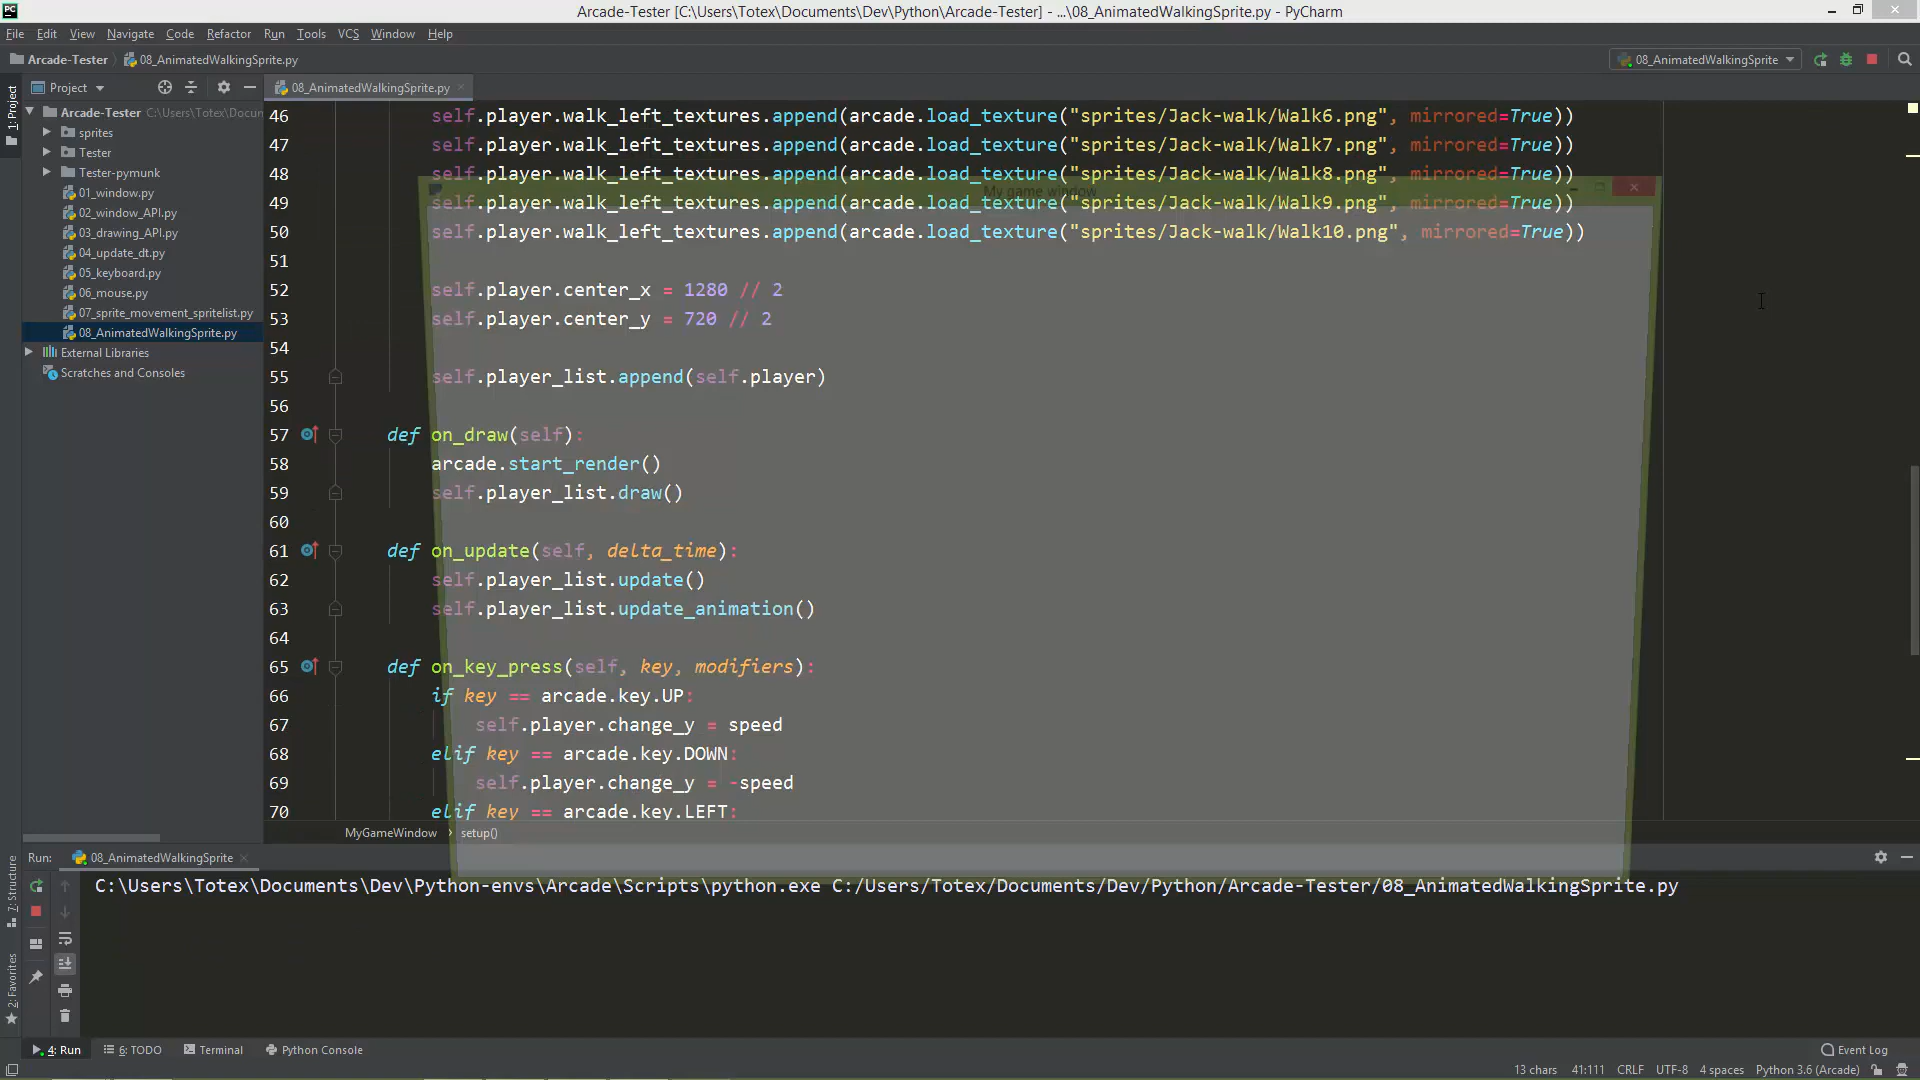 Arcade-Tester [C:\Users\Totex\Documents\Dev\Python\Arcade-Tester] - ...\08_AnimatedWalkingSprite.py - PyCharm
File Edit View Navigate Code Refactor Run Tools VCS Window Help
Arcade-Tester 08_AnimatedWalkingSprite.py
08_AnimatedWalkingSprite
1: Project
Project
08_AnimatedWalkingSprite.py
Arcade-Tester C:\Users\Totex\Documen
sprites
Tester
Tester-pymunk
01_window.py
02_window_API.py
03_drawing_API.py
04_update_dt.py
05_keyboard.py
06_mouse.py
07_sprite_movement_spritelist.py
08_AnimatedWalkingSprite.py
External Libraries
Scratches and Consoles
46 self.player.walk_left_textures.append(arcade.load_texture("sprites/Jack-walk/Walk6.png", mirrored=True))
47 self.player.walk_left_textures.append(arcade.load_texture("sprites/Jack-walk/Walk7.png", mirrored=True))
48 self.player.walk_left_textures.append(arcade.load_texture("sprites/Jack-walk/Walk8.png", mirrored=True))
My game window
49 self.player.walk_left_textures.append(arcade.load_texture("sprites/Jack-walk/Walk9.png", mirrored=True))
50 self.player.walk_left_textures.append(arcade.load_texture("sprites/Jack-walk/Walk10.png", mirrored=True))
51
52 self.player.center_x = 1280 // 2
53 self.player.center_y = 720 // 2
54
55 self.player_list.append(self.player)
56
57 def on_draw(self):
58 arcade.start_render()
59 self.player_list.draw()
60
61 def on_update(self, delta_time):
62 self.player_list.update()
63 self.player_list.update_animation()
64
65 def on_key_press(self, key, modifiers):
66 if key == arcade.key.UP:
67 self.player.change_y = speed
68 elif key == arcade.key.DOWN:
69 self.player.change_y = -speed
70 elif key == arcade.key.LEFT:
MyGameWindow › setup()
Run: 08_AnimatedWalkingSprite
C:\Users\Totex\Documents\Dev\Python-envs\Arcade\Scripts\python.exe C:/Users/Totex/Documents/Dev/Python/Arcade-Tester/08_AnimatedWalkingSprite.py
7: Structure
2: Favorites
4: Run 6: TODO Terminal Python Console Event Log
13 chars 41:111 CRLF UTF-8 4 spaces Python 3.6 (Arcade)